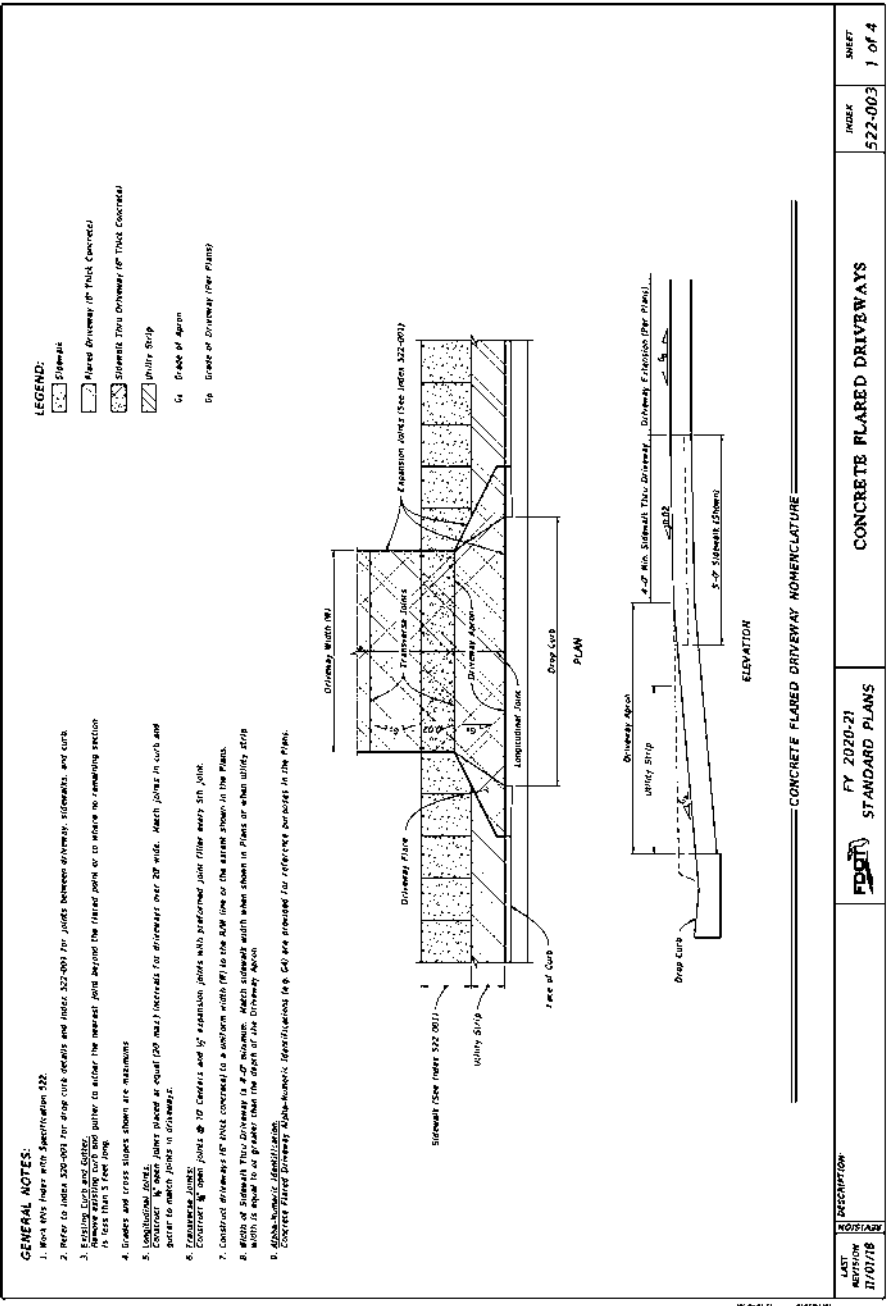 GENERAL NOTES:
1. Work this Index with Specification 522.
2. Refer to Index 520-001 for drop curb details and Index 522-001 for joints between driveway, sidewalks, and curb.
3. Existing Curb and Gutter:
Remove existing curb and gutter to either the nearest joint beyond the flared point or to where no remaining section
is less than 5 feet long.
4. Grades and cross slopes shown are maximums
5. Longitudinal Joints:
Construct ⅛" open joints placed at equal (20' max.) intervals for driveways over 20' wide. Match joints in curb and
gutter to match joints in driveways.
6. Transverse Joints:
Construct ⅛" open joints @ 10' Centers and ½" expansion joints with preformed joint filler every 5th joint.
7. Construct driveways (6" thick concrete) to a uniform width (W) to the R/W line or the extent shown in the Plans.
8. Width of Sidewalk Thru Driveway is 4'-0" minimum. Match sidewalk width when shown in Plans or when utility strip
width is equal to or greater than the depth of the Driveway Apron
9. Alpha-Numeric Identification:
Concrete Flared Driveway Alpha-Numeric Identifications (e.g. G4) are provided for reference purposes in the Plans.
LEGEND:
Sidewalk
Flared Driveway (6" Thick Concrete)
Sidewalk Thru Driveway (6" Thick Concrete)
Utility Strip
Ga Grade of Apron
Gp Grade of Driveway (Per Plans)
Driveway Width (W)
Expansion Joints (See Index 522-001)
Transverse Joints
Driveway Flare
Driveway Apron
0.02
Sidewalk (See Index 522-001)
Utility Strip
Face of Curb
Longitudinal Joint
Drop Curb
PLAN
Driveway Apron
4'-0" Min. Sidewalk Thru Driveway
Driveway Extension (Per Plans)
Utility Strip
0.02
5'-0" Sidewalk (Shown)
Drop Curb
ELEVATION
CONCRETE FLARED DRIVEWAY NOMENCLATURE
LAST
REVISION
11/01/18
REVISION
DESCRIPTION:
FDOT
FY 2020-21
STANDARD PLANS
CONCRETE FLARED DRIVEWAYS
INDEX
522-003
SHEET
1 of 4